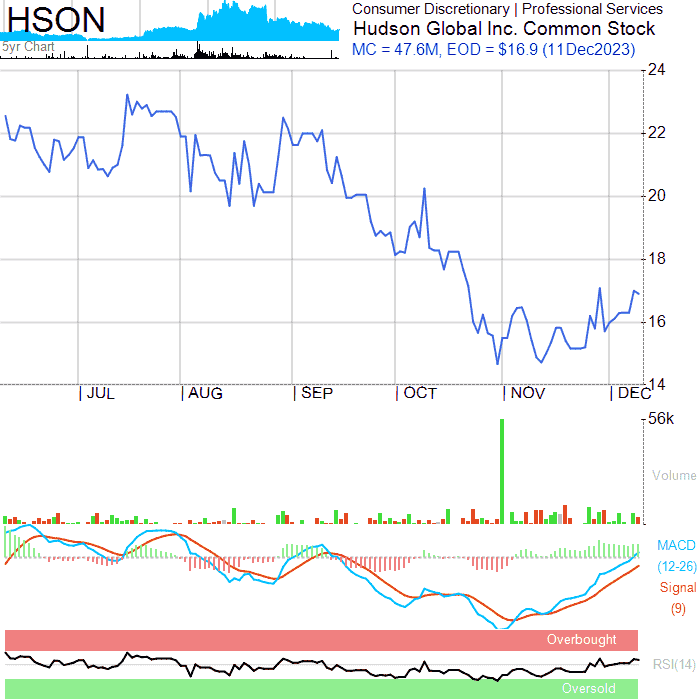 HSON
5yr Chart
Consumer Discretionary | Professional Services
Hudson Global Inc. Common Stock
MC = 47.6M, EOD = $16.9 (11Dec2023)
24
22
20
18
16
14
JUL AUG SEP OCT NOV DEC
56k
Volume
MACD
(12-26)
Signal
(9)
Overbought
RSI(14)
Oversold